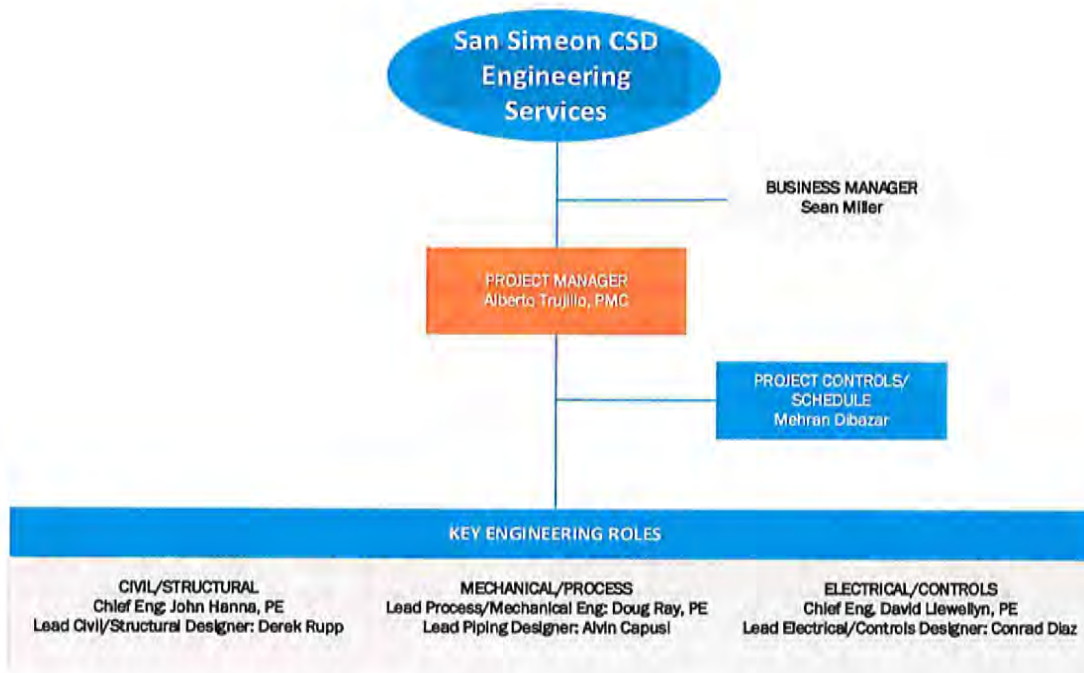 San Simeon CSD
Engineering
Services
BUSINESS MANAGER
Sean Miller
PROJECT MANAGER
Alberto Trujillo, PMC
PROJECT CONTROLS/
SCHEDULE
Mehran Dibazar
KEY ENGINEERING ROLES
CIVIL/STRUCTURAL
Chief Eng: John Hanna, PE
Lead Civil/Structural Designer: Derek Rupp
MECHANICAL/PROCESS
Lead Process/Mechanical Eng: Doug Ray, PE
Lead Piping Designer: Alvin Capusi
ELECTRICAL/CONTROLS
Chief Eng, David Llewellyn, PE
Lead Electrical/Controls Designer: Conrad Diaz